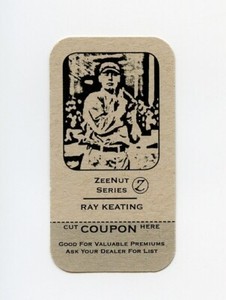 ZEENUT
SERIES Z
RAY KEATING
CUT COUPON HERE
GOOD FOR VALUABLE PREMIUMS
ASK YOUR DEALER FOR LIST